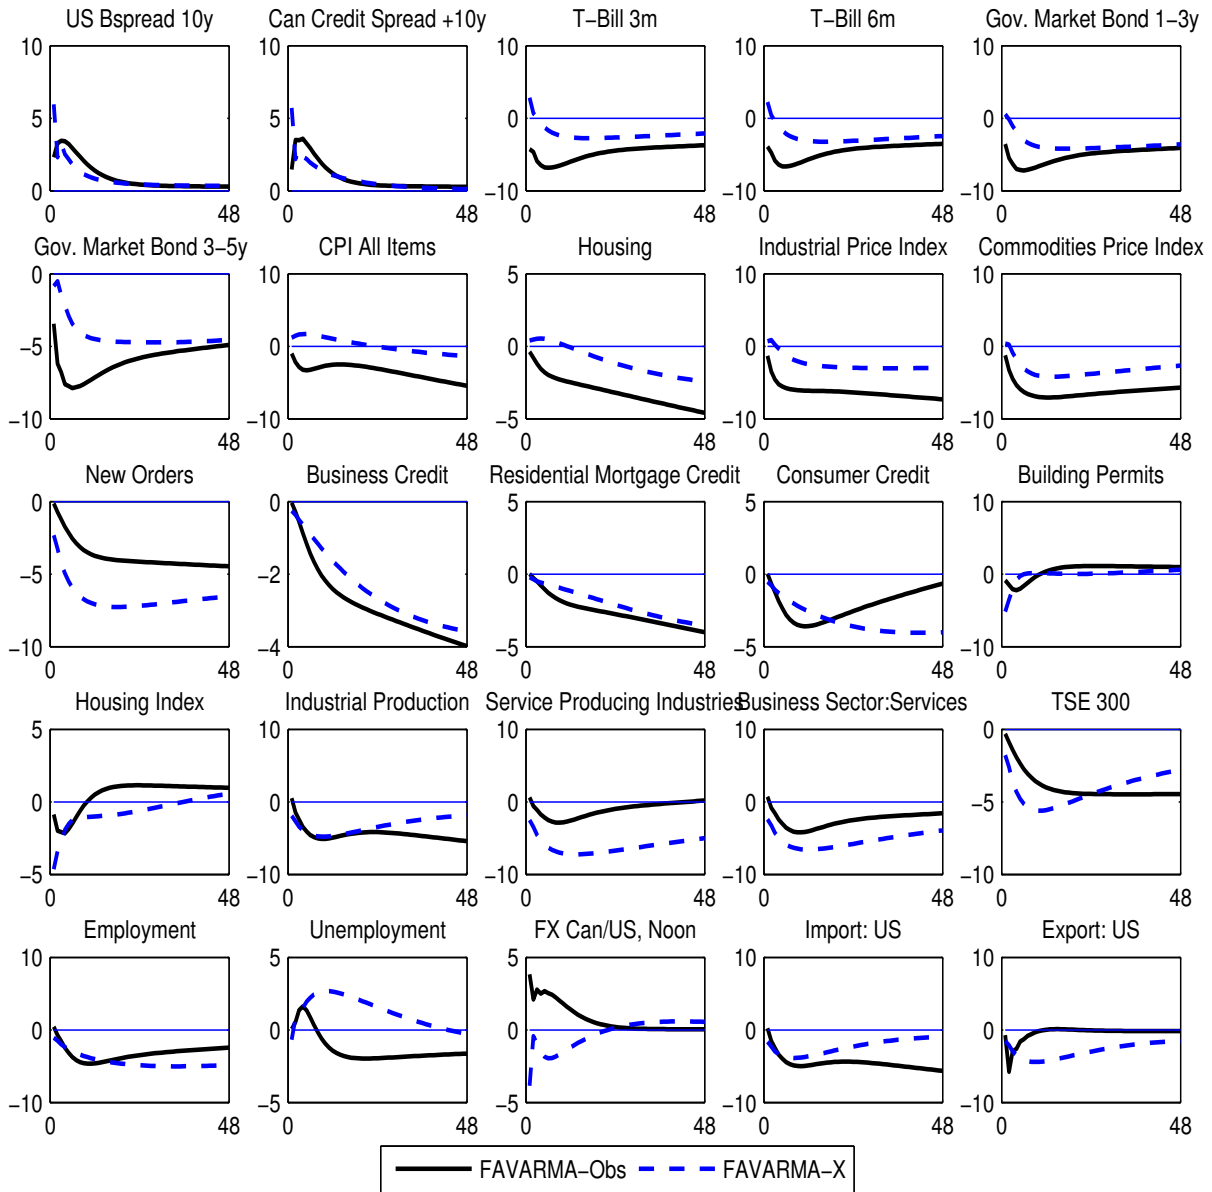 US Bspread 10y Can Credit Spread +10y T-Bill 3m T-Bill 6m Gov. Market Bond 1-3y
10 10 10 10 10
5 5 0 0 0
0 0 -10 -10 -10
0 48 0 48 0 48 0 48 0 48
Gov. Market Bond 3-5y CPI All Items Housing Industrial Price Index Commodities Price Index
0 10 5 10 10
-5 0 0 0 0
-10 -10 -5 -10 -10
0 48 0 48 0 48 0 48 0 48
New Orders Business Credit Residential Mortgage Credit Consumer Credit Building Permits
0 0 5 5 10
-5 -2 0 0 0
-10 -4 -5 -5 -10
0 48 0 48 0 48 0 48 0 48
Housing Index Industrial Production Service Producing Industries Business Sector:Services TSE 300
5 10 10 10 0
0 0 0 0 -5
-5 -10 -10 -10 -10
0 48 0 48 0 48 0 48 0 48
Employment Unemployment FX Can/US, Noon Import: US Export: US
10 5 5 10 10
0 0 0 0 0
-10 -5 -5 -10 -10
0 48 0 48 0 48 0 48 0 48
FAVARMA-Obs FAVARMA-X